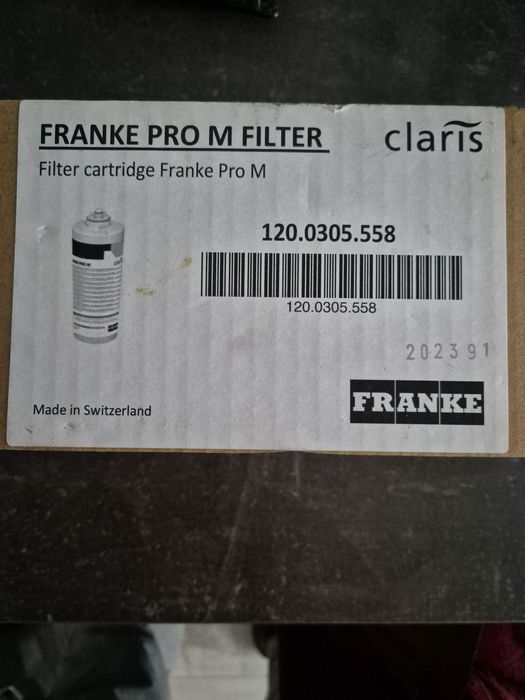 FRANKE PRO M FILTER
claris
Filter cartridge Franke Pro M
120.0305.558
120.0305.558
202391
FRANKE
FRANKE
Made in Switzerland